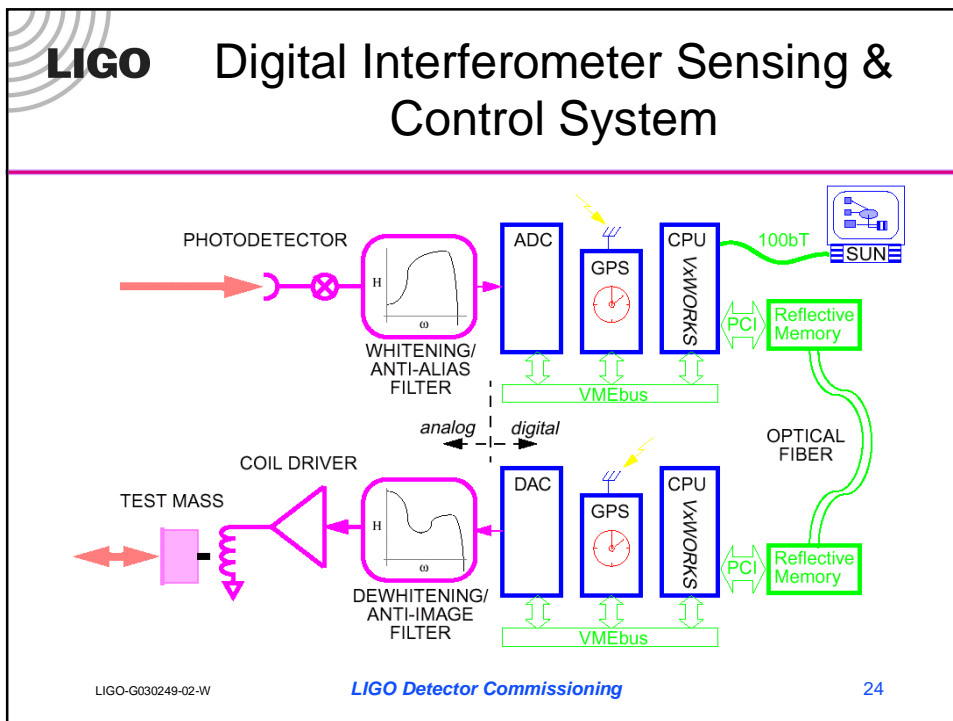 LIGO
Digital Interferometer Sensing &
Control System
PHOTODETECTOR
H
ω
WHITENING/
ANTI-ALIAS
FILTER
ADC
GPS
CPU
VxWORKS
100bT
SUN
PCI
Reflective
Memory
VMEbus
analog
digital
OPTICAL
FIBER
TEST MASS
COIL DRIVER
H
ω
DEWHITENING/
ANTI-IMAGE
FILTER
DAC
GPS
CPU
VxWORKS
PCI
Reflective
Memory
VMEbus
LIGO-G030249-02-W
LIGO Detector Commissioning
24